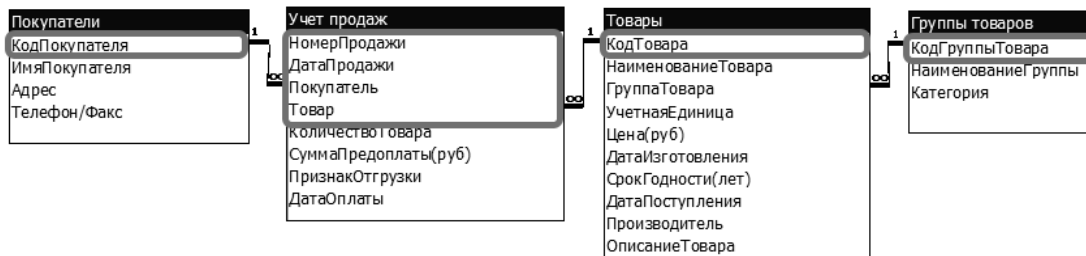 Покупатели
КодПокупателя
ИмяПокупателя
Адрес
Телефон/Факс
1
∞
Учет продаж
НомерПродажи
ДатаПродажи
Покупатель
Товар
КоличествоТовара
СуммаПредоплаты(руб)
ПризнакОтгрузки
ДатаОплаты
1
∞
Товары
КодТовара
НаименованиеТовара
ГруппаТовара
УчетнаяЕдиница
Цена(руб)
ДатаИзготовления
СрокГодности(лет)
ДатаПоступления
Производитель
ОписаниеТовара
1
∞
Группы товаров
КодГруппыТовара
НаименованиеГруппы
Категория